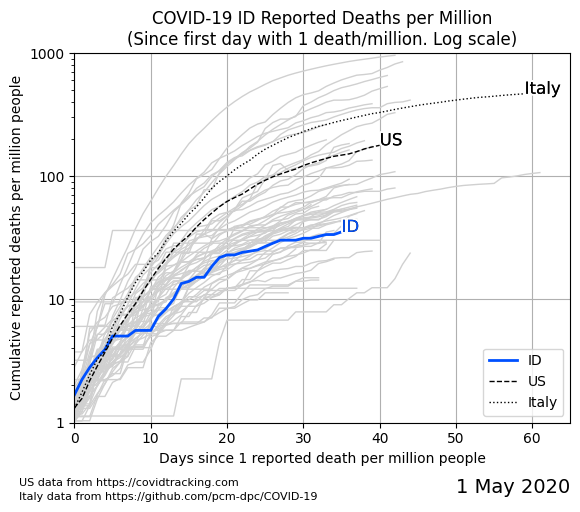 COVID-19 ID Reported Deaths per Million
(Since first day with 1 death/million. Log scale)
Cumulative reported deaths per million people
1000
100
10
1
Italy
US
ID
ID
US
Italy
0 10 20 30 40 50 60
Days since 1 reported death per million people
US data from https://covidtracking.com
Italy data from https://github.com/pcm-dpc/COVID-19
1 May 2020